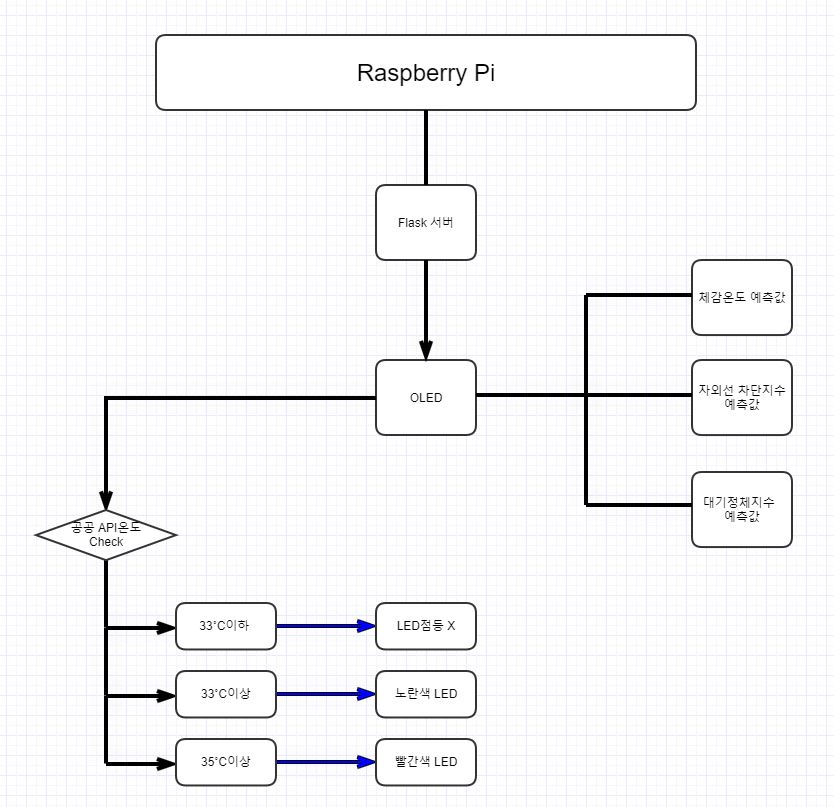 Raspberry Pi
Flask 서버
체감온도 예측값
OLED
자외선 차단지수
예측값
대기정체지수
예측값
공공 API온도
Check
33°C이하
LED점등 X
33°C이상
노란색 LED
35°C이상
빨간색 LED